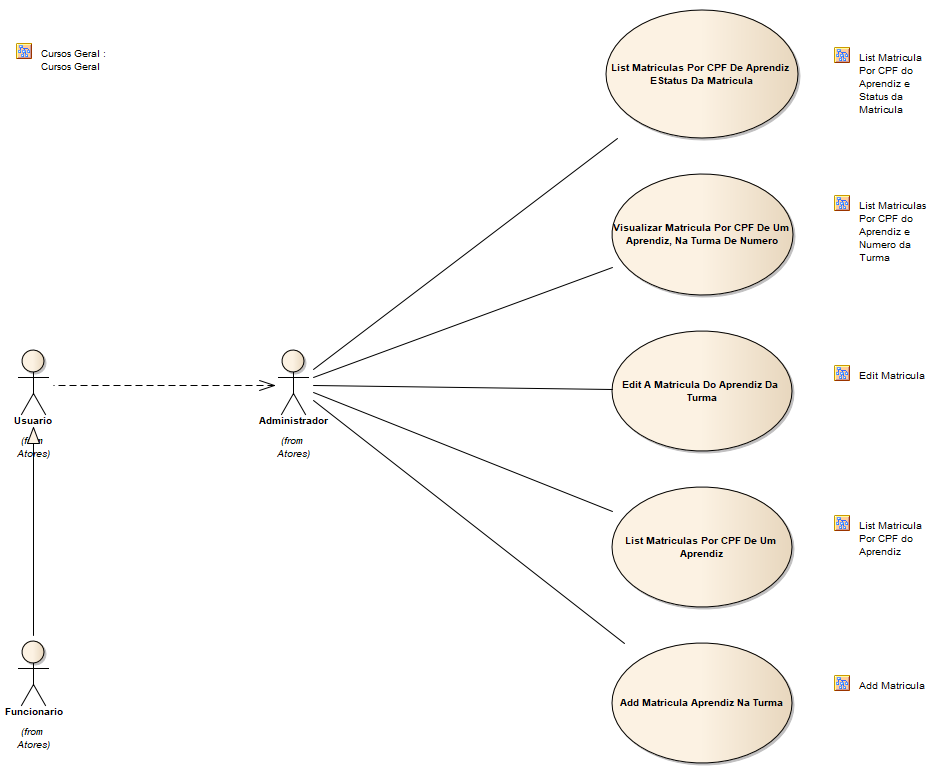 Cursos Geral :
Cursos Geral
List Matriculas Por CPF De Aprendiz
EStatus Da Matricula
List Matricula
Por CPF do
Aprendiz e
Status da
Matricula
Visualizar Matricula Por CPF De Um
Aprendiz, Na Turma De Numero
List Matriculas
Por CPF do
Aprendiz e
Numero da
Turma
Usuario
(from
Atores)
Administrador
(from
Atores)
Edit A Matricula Do Aprendiz Da
Turma
Edit Matricula
List Matriculas Por CPF De Um
Aprendiz
List Matricula
Por CPF do
Aprendiz
Funcionario
(from
Atores)
Add Matricula Aprendiz Na Turma
Add Matricula